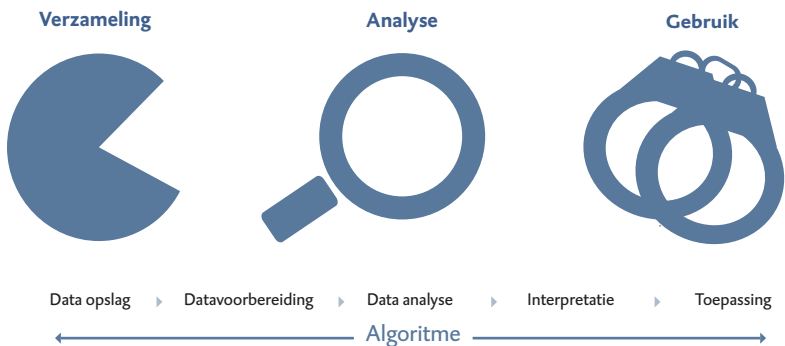 Verzameling Analyse Gebruik
Data opslag Datavoorbereiding Data analyse Interpretatie Toepassing
Algoritme